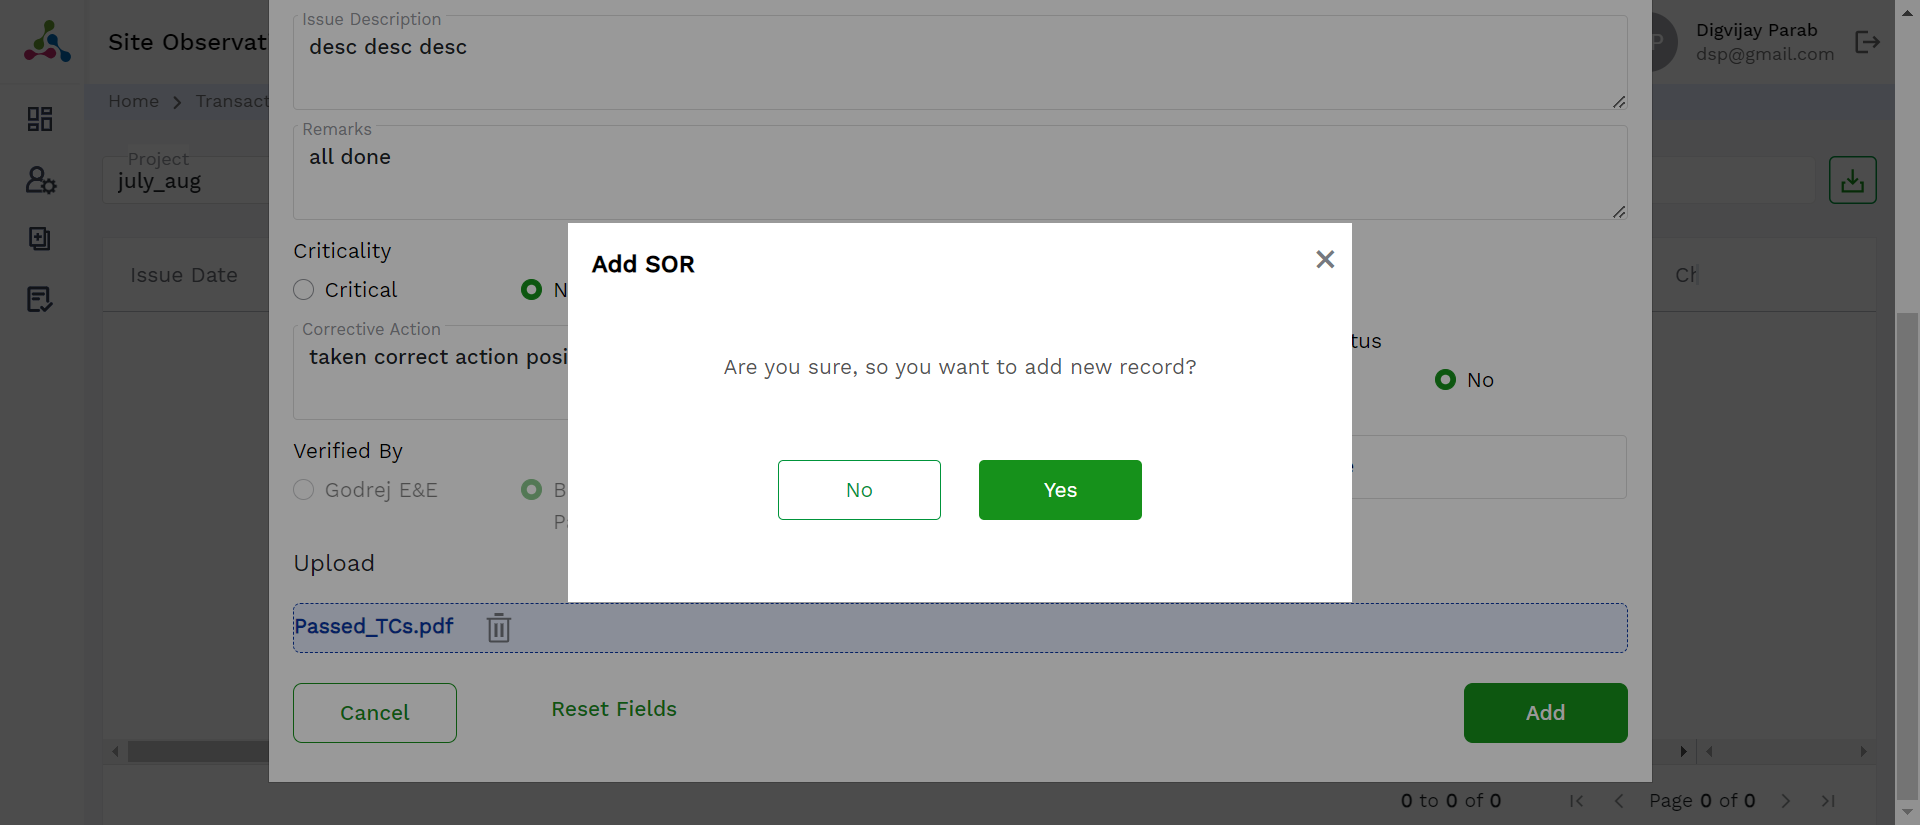 Site Observat
Digvijay Parab
dsp@gmail.com
Home
Transact
Project
july_aug
Issue Date
Issue Description
desc desc desc
Remarks
all done
Criticality
Critical
N
Corrective Action
taken correct action posi
tus
No
Verified By
Godrej E&E
B
P
Upload
Passed_TCs.pdf
Cancel
Reset Fields
Add
Add SOR
Are you sure, so you want to add new record?
No
Yes
0 to 0 of 0
Page 0 of 0